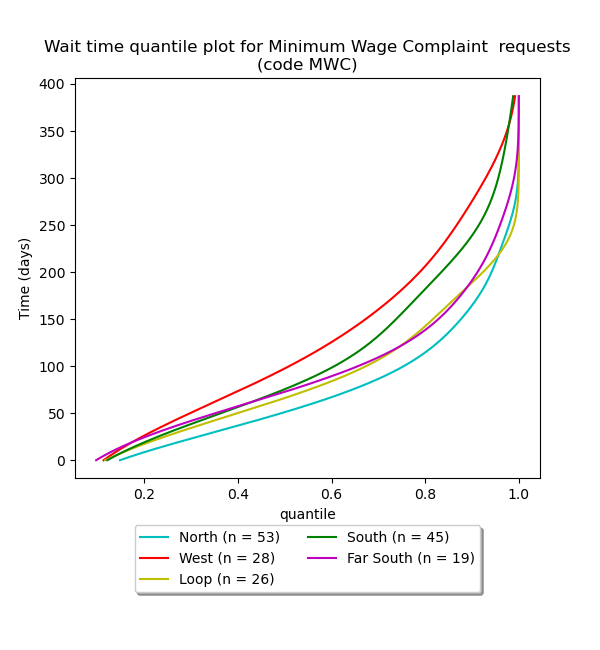 Wait time quantile plot for Minimum Wage Complaint  requests
(code MWC)
400
350
300
250
200
150
100
50
0
Time (days)
0.2
0.4
0.6
0.8
1.0
quantile
North (n = 53)
West (n = 28)
Loop (n = 26)
South (n = 45)
Far South (n = 19)